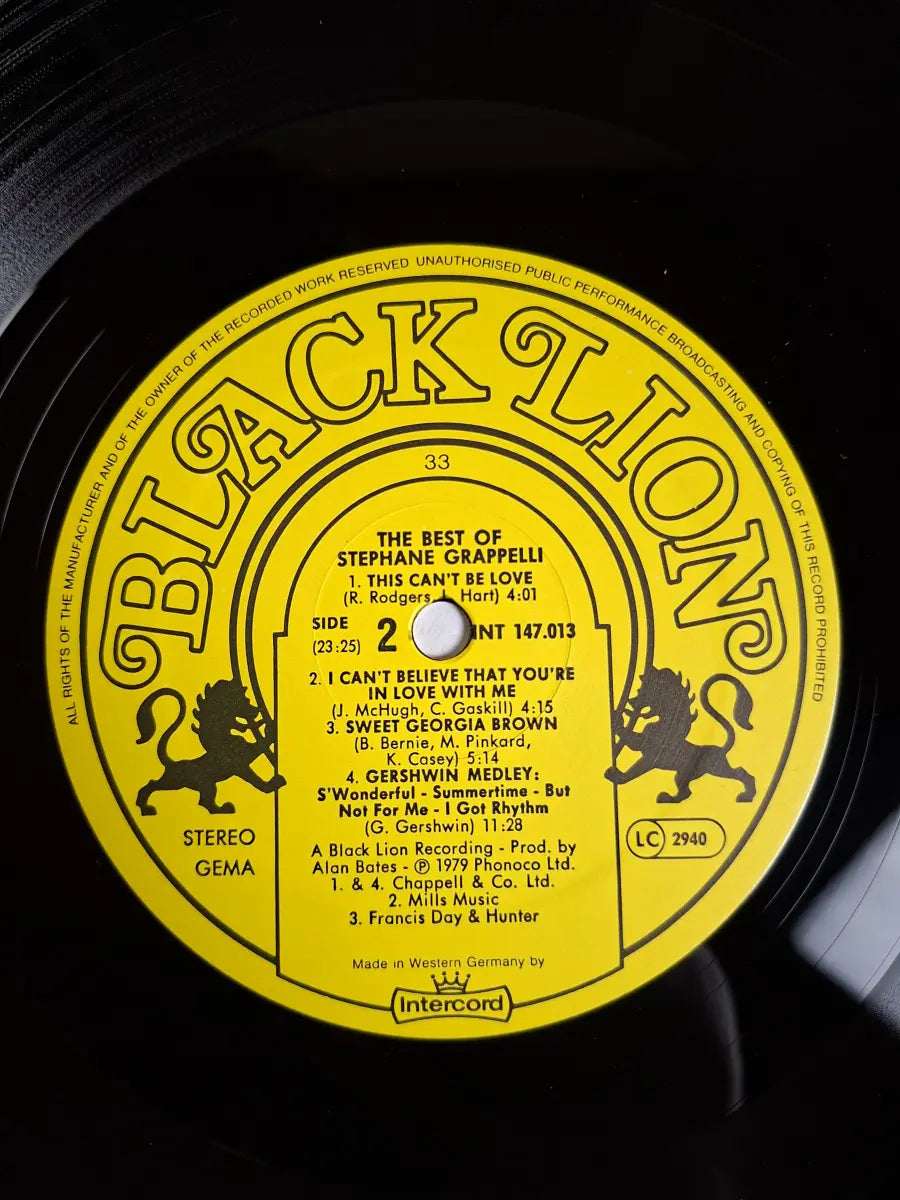 ALL RIGHTS OF THE MANUFACTURER AND OF THE OWNER OF THE RECORDED WORK RESERVED UNAUTHORISED PUBLIC PERFORMANCE BROADCASTING AND COPYING OF THIS RECORD PROHIBITED
BLACK LION
33
THE BEST OF
STEPHANE GRAPPELLI
1. THIS CAN'T BE LOVE
(R. Rodgers, L. Hart) 4:01
SIDE 2 INT 147.013
(23:25)
2. I CAN'T BELIEVE THAT YOU'RE
IN LOVE WITH ME
(J. McHugh, C. Gaskill) 4:15
3. SWEET GEORGIA BROWN
(B. Bernie, M. Pinkard,
K. Casey) 5:14
4. GERSHWIN MEDLEY:
S'Wonderful - Summertime - But
Not For Me - I Got Rhythm
(G. Gershwin) 11:28
STEREO
GEMA
LC 2940
A Black Lion Recording - Prod. by
Alan Bates - ℗ 1979 Phonoco Ltd.
1. & 4. Chappell & Co. Ltd.
2. Mills Music
3. Francis Day & Hunter
Made in Western Germany by
Intercord